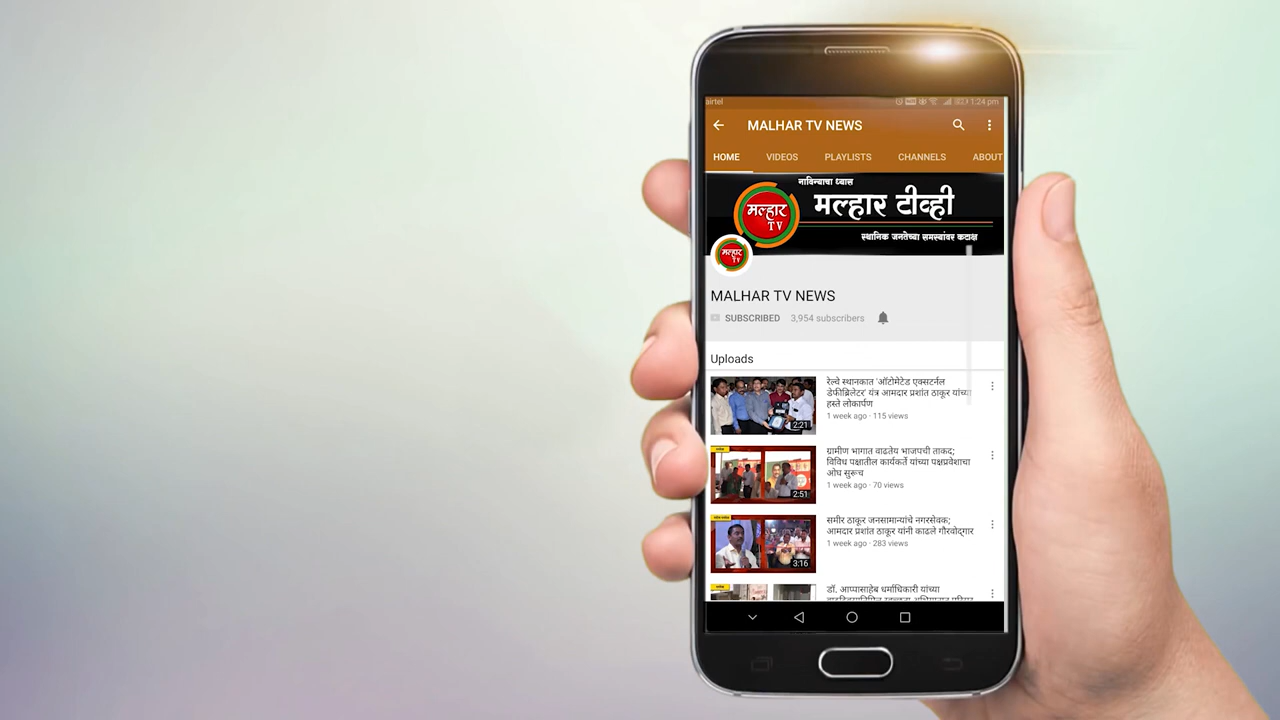 airtel
1:24 pm
MALHAR TV NEWS
HOME VIDEOS PLAYLISTS CHANNELS ABOUT
नाविन्याचा ध्यास
मल्हार टीव्ही
मल्हार
TV
स्थानिक जनतेच्या समस्यांवर कटाक्ष
मल्हार
TV
MALHAR TV NEWS
SUBSCRIBED 3,954 subscribers
Uploads
रेल्वे स्थानकात 'ऑटोमेटेड एक्सटर्नल
डेफीब्रिलेटर' यंत्र आमदार प्रशांत ठाकूर यांच्या
हस्ते लोकार्पण
1 week ago · 115 views
2:21
ग्रामीण भागात वाढतेय भाजपची ताकद;
विविध पक्षातील कार्यकर्ते यांच्या पक्षप्रवेशाचा
ओघ सुरूच
1 week ago · 70 views
2:51
समीर ठाकूर जनसामान्यांचे नगरसेवक;
आमदार प्रशांत ठाकूर यांनी काढले गौरवोद्‌गार
1 week ago · 283 views
3:16
डॉ. आप्पासाहेब धर्माधिकारी यांच्या